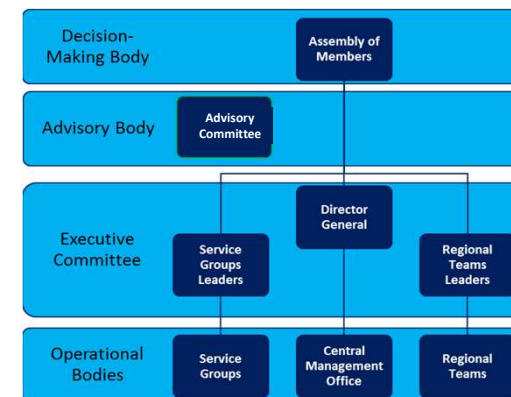 Decision-
Making Body
Assembly of
Members
Advisory Body
Advisory
Committee
Executive
Committee
Director
General
Service
Groups
Leaders
Regional
Teams
Leaders
Operational
Bodies
Service
Groups
Central
Management
Office
Regional
Teams